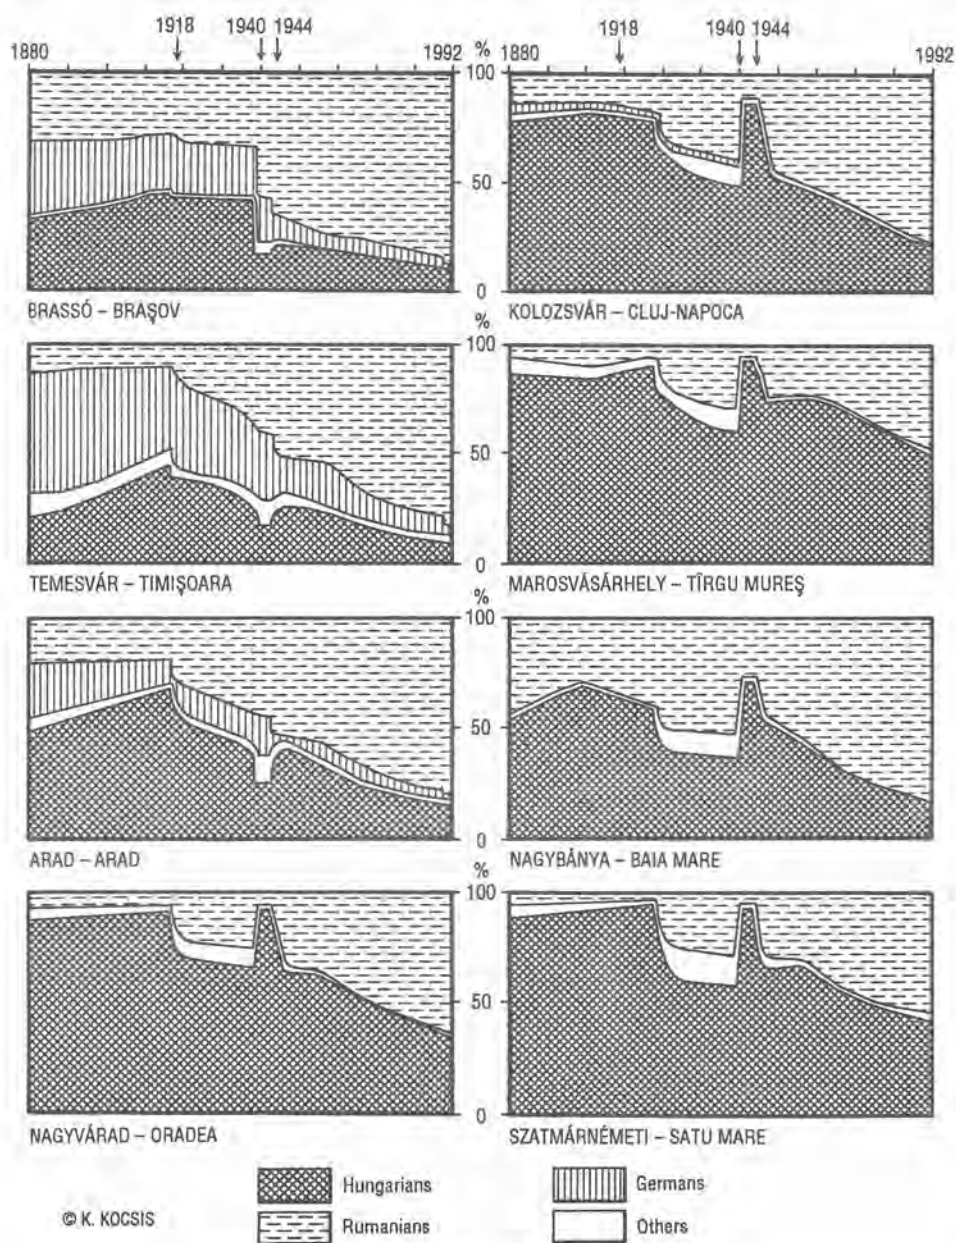 1918 1940 1944
1880 1992 %
100
50
0
BRASSÓ – BRAŞOV
1918 1940 1944
1880 1992
KOLOZSVÁR – CLUJ-NAPOCA
%
100
50
0
TEMESVÁR – TIMIŞOARA
MAROSVÁSÁRHELY – TÎRGU MUREŞ
%
100
50
0
ARAD – ARAD
NAGYBÁNYA – BAIA MARE
%
100
50
0
NAGYVÁRAD – ORADEA
SZATMÁRNÉMETI – SATU MARE
Hungarians
Germans
Rumanians
Others
© K. KOCSIS